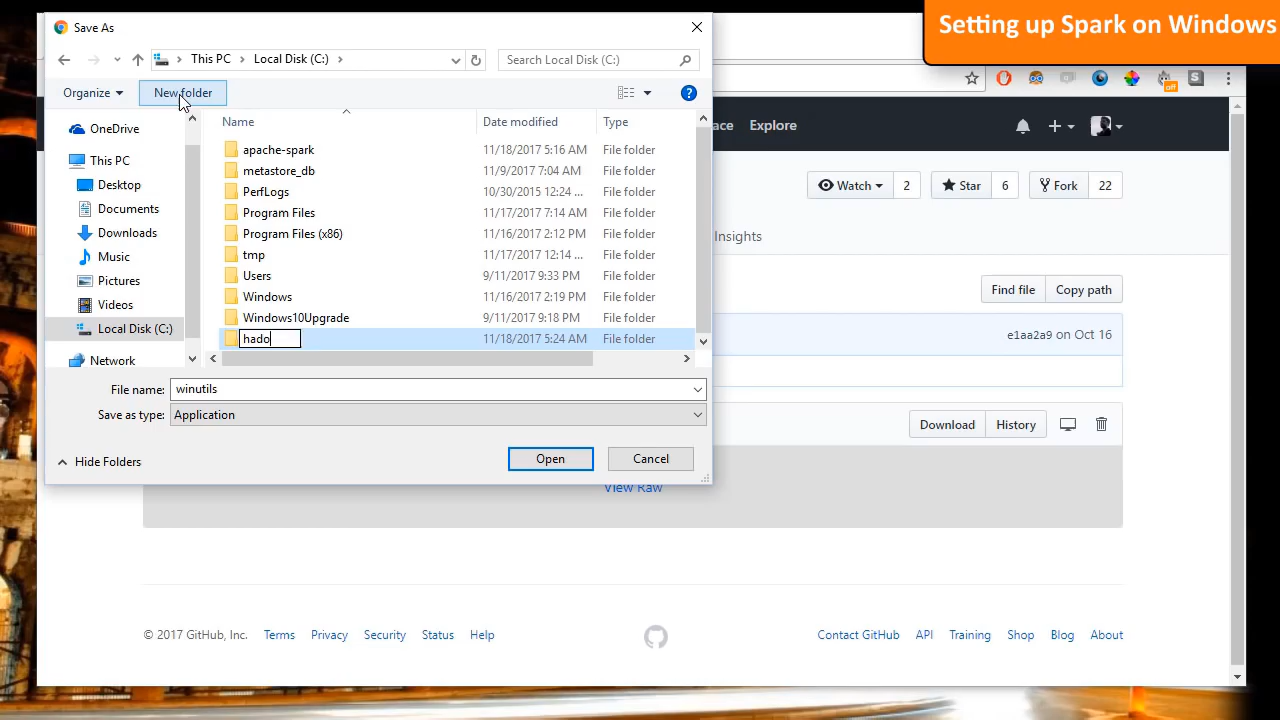 Setting up Spark on Windows
Save As
This PC
Local Disk (C:)
Search Local Disk (C:)
Organize
New folder
Name
Date modified
Type
OneDrive
This PC
Desktop
Documents
Downloads
Music
Pictures
Videos
Local Disk (C:)
Network
apache-spark 11/18/2017 5:16 AM File folder
metastore_db 11/9/2017 7:04 AM File folder
PerfLogs 10/30/2015 12:24 ... File folder
Program Files 11/17/2017 7:14 AM File folder
Program Files (x86) 11/16/2017 2:12 PM File folder
tmp 11/17/2017 12:14 ... File folder
Users 9/11/2017 9:33 PM File folder
Windows 11/16/2017 2:19 PM File folder
Windows10Upgrade 9/11/2017 9:18 PM File folder
hado 11/18/2017 5:24 AM File folder
File name: winutils
Save as type: Application
Hide Folders
Open
Cancel
off
S
ace Explore
Watch 2
Star 6
Fork 22
Insights
Find file
Copy path
e1aa2a9 on Oct 16
Download
History
View Raw
© 2017 GitHub, Inc. Terms Privacy Security Status Help
Contact GitHub API Training Shop Blog About